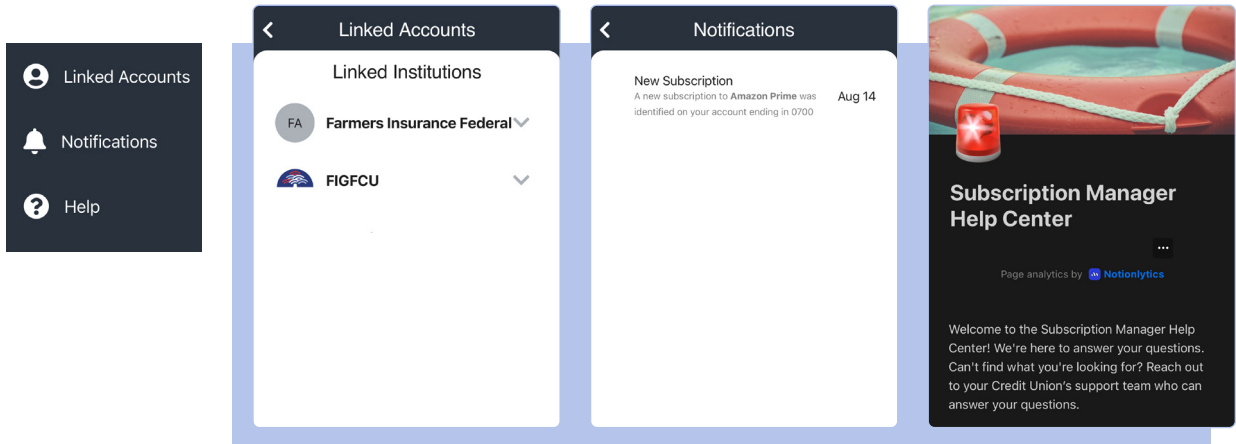 Linked Accounts
Notifications
Help
Linked Accounts
Linked Institutions
FA
Farmers Insurance Federal
FIGFCU
Notifications
New Subscription
A new subscription to Amazon Prime was
identified on your account ending in 0700
Aug 14
Subscription Manager
Help Center
Page analytics by Notionlytics
Welcome to the Subscription Manager Help
Center! We're here to answer your questions.
Can't find what you're looking for? Reach out
to your Credit Union’s support team who can
answer your questions.